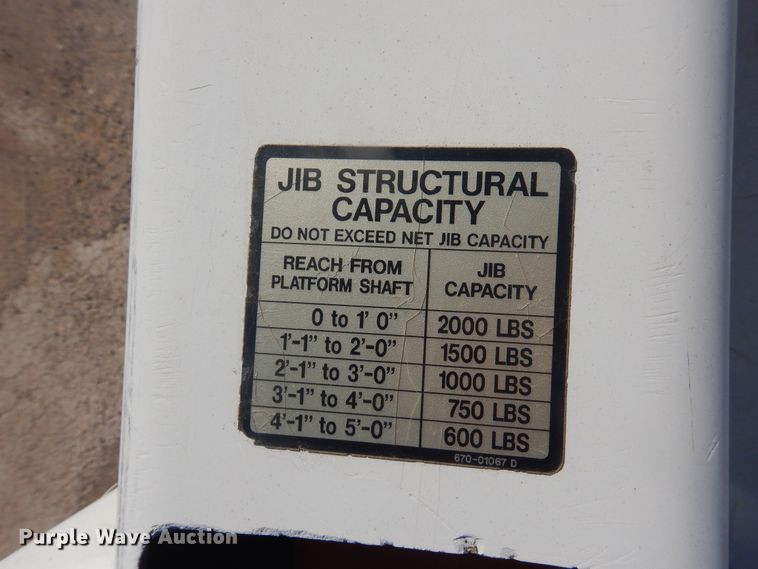 JIB STRUCTURAL
CAPACITY
DO NOT EXCEED NET JIB CAPACITY
REACH FROM
PLATFORM SHAFT
JIB
CAPACITY
0 to 1' 0" 2000 LBS
1'-1" to 2'-0" 1500 LBS
2'-1" to 3'-0" 1000 LBS
3'-1" to 4'-0" 750 LBS
4'-1" to 5'-0" 600 LBS
670-01067 D
Purple Wave Auction